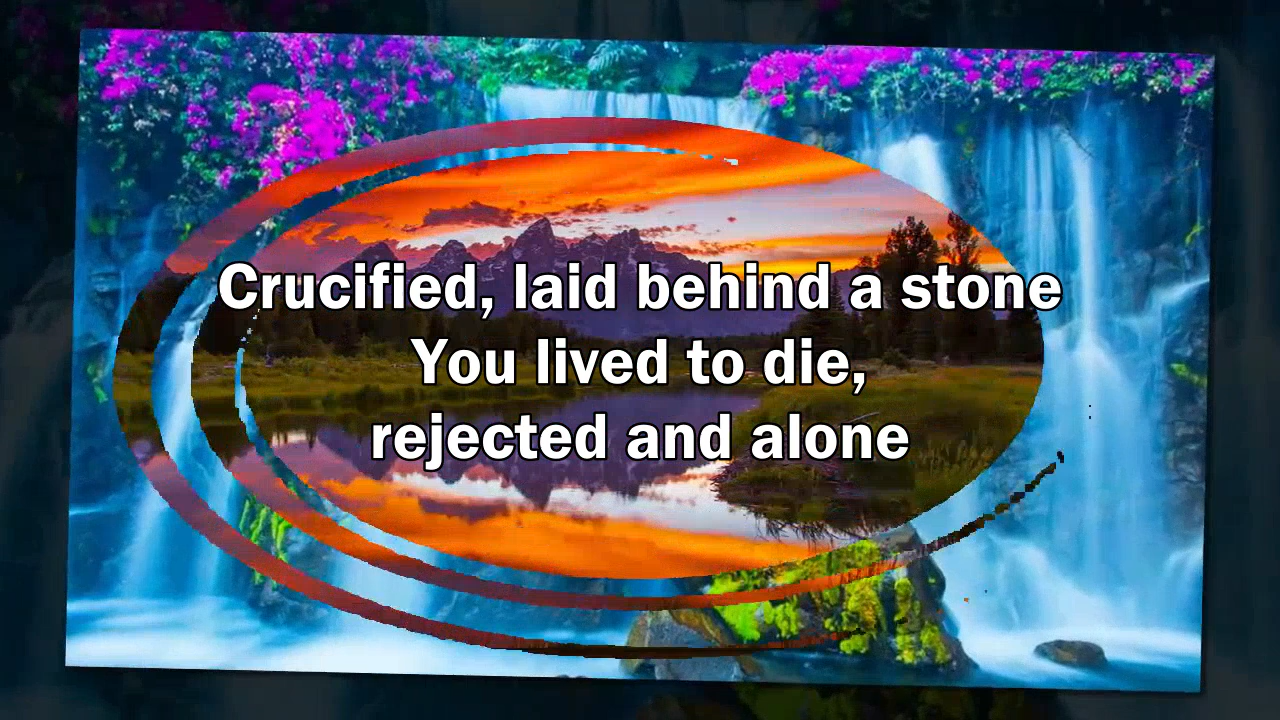 Crucified, laid behind a stone
You lived to die,
rejected and alone